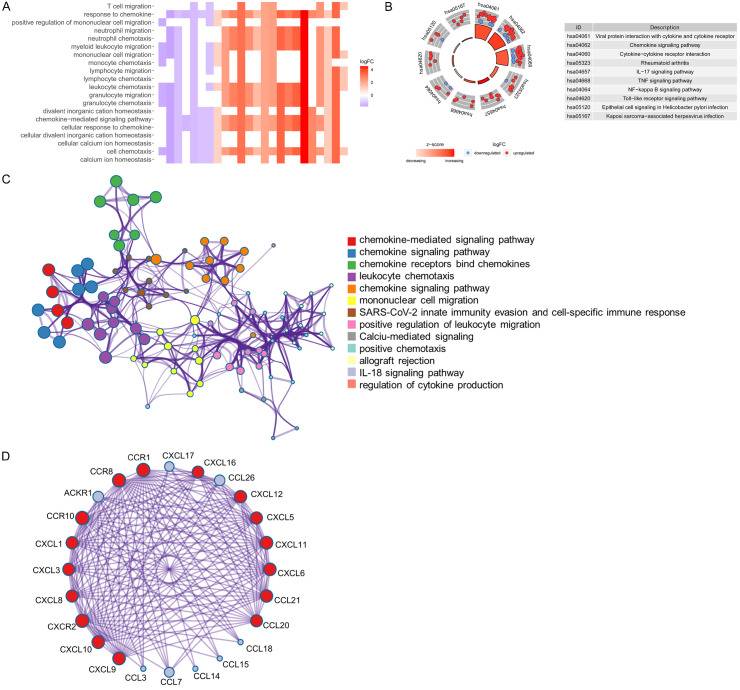 A
T cell migration
response to chemokine
positive regulation of mononuclear cell migration
neutrophil migration
neutrophil chemotaxis
myeloid leukocyte migration
mononuclear cell migration
monocyte chemotaxis
lymphocyte migration
lymphocyte chemotaxis
leukocyte chemotaxis
granulocyte migration
granulocyte chemotaxis
divalent inorganic cation homeostasis
chemokine-mediated signaling pathway
cellular response to chemokine
cellular divalent inorganic cation homeostasis
cellular calcium ion homeostasis
cell chemotaxis
calcium ion homeostasis
logFC
4
2
0
B
hsa04061
hsa04062
hsa04060
hsa05323
hsa04657
hsa04668
hsa04064
hsa04620
hsa05120
hsa05167
z-score
decreasing
increasing
logFC
downregulated
upregulated
ID Description
hsa04061 Viral protein interaction with cytokine and cytokine receptor
hsa04062 Chemokine signaling pathway
hsa04060 Cytokine-cytokine receptor interaction
hsa05323 Rheumatoid arthritis
hsa04657 IL-17 signaling pathway
hsa04668 TNF signaling pathway
hsa04064 NF-kappa B signaling pathway
hsa04620 Toll-like receptor signaling pathway
hsa05120 Epithelial cell signaling in Helicobacter pylori infection
hsa05167 Kaposi sarcoma-associated herpesvirus infection
C
chemokine-mediated signaling pathway
chemokine signaling pathway
chemokine receptors bind chemokines
leukocyte chemotaxis
chemokine signaling pathway
mononuclear cell migration
SARS-CoV-2 innate immunity evasion and cell-specific immune response
positive regulation of leukocyte migration
Calciu-mediated signaling
positive chemotaxis
allograft rejection
IL-18 signaling pathway
regulation of cytokine production
D
CXCL17
CCR1
CXCL16
CCR8
CCL26
ACKR1
CXCL12
CCR10
CXCL5
CXCL1
CXCL11
CXCL3
CXCL6
CXCL8
CCL21
CXCR2
CCL20
CXCL10
CCL18
CXCL9
CCL15
CCL3
CCL7
CCL14